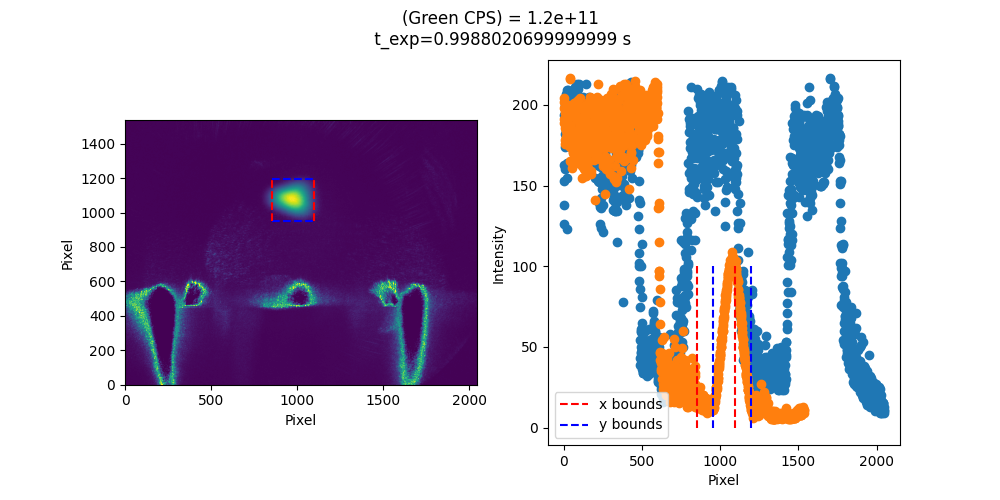 (Green CPS) = 1.2e+11
t_exp=0.9988020699999999 s
1400
1200
1000
800
600
400
200
0
Pixel
0 500 1000 1500 2000
Pixel
200
150
100
50
0
Intensity
x bounds
y bounds
0 500 1000 1500 2000
Pixel